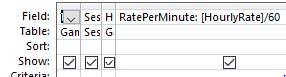 Field: Ses H RatePerMinute: [HourlyRate]/60
Table: Gan Ses G
Sort:
Show:
Criteria: